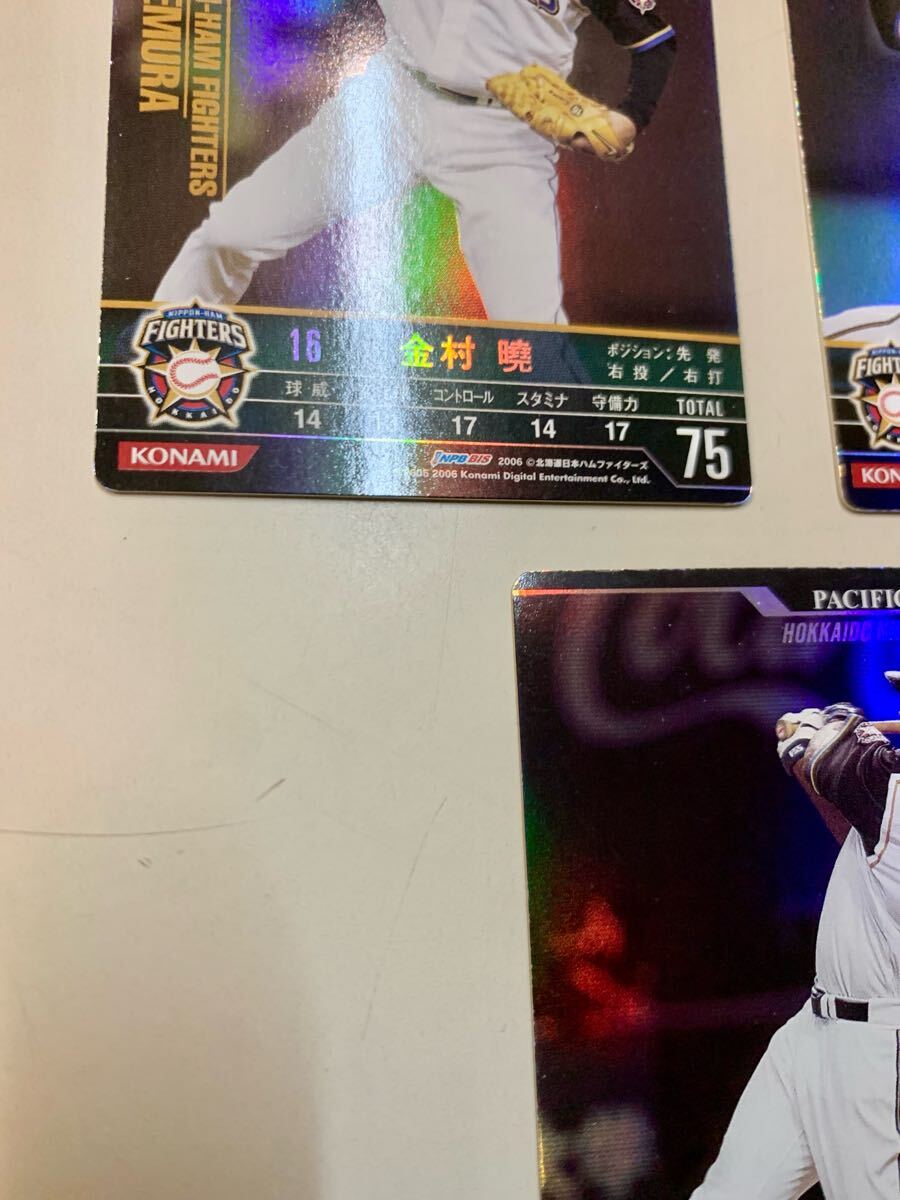 -HAM FIGHTERS
EMURA
NIPPON-HAM
FIGHTERS
HOKKAIDO
16 金村 曉
ポジション：先 発
右 投 ／ 右 打
球 威 コントロール スタミナ 守備力 TOTAL
14 13 17 14 17 75
KONAMI
NPB BIS 2006 ©北海道日本ハムファイターズ
2006 Konami Digital Entertainment Co., Ltd.
KON
PACIFIC
HOKKAIDO